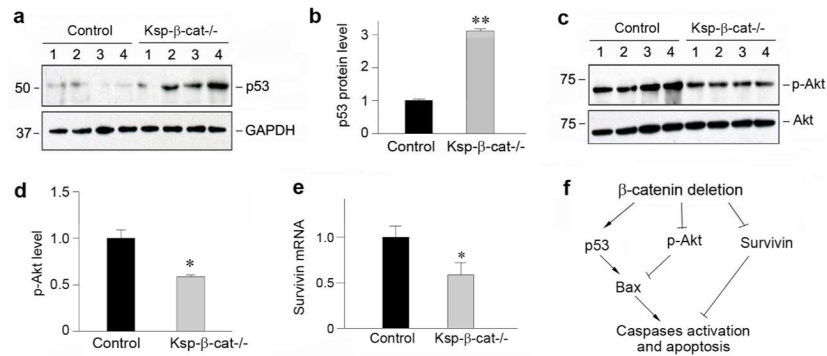 a
Control Ksp-β-cat-/-
1 2 3 4 1 2 3 4
50 p53
37 GAPDH
b
p53 protein level
3
2
1
0
**
Control Ksp-β-cat-/-
c
Control Ksp-β-cat-/-
1 2 3 4 1 2 3 4
75 p-Akt
75 Akt
d
p-Akt level
1.5
1.0
0.5
0
*
Control Ksp-β-cat-/-
e
Survivin mRNA
1.0
0.5
0
*
Control Ksp-β-cat-/-
f
β-catenin deletion
p53 p-Akt Survivin
Bax
Caspases activation
and apoptosis